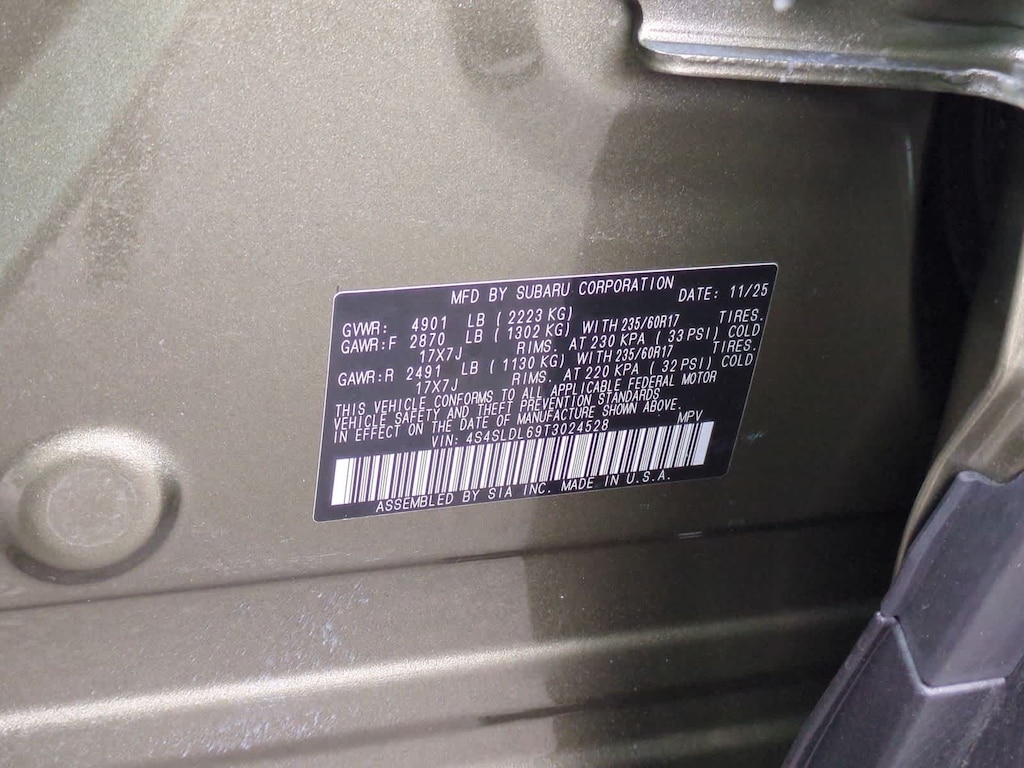 MFD BY SUBARU CORPORATION
DATE: 11/25
GVWR: 4901 LB ( 2223 KG)
GAWR:F 2870 LB ( 1302 KG) WITH 235/60R17 TIRES.
17X7J RIMS. AT 230 KPA ( 33 PSI) COLD
GAWR:R 2491 LB ( 1130 KG) WITH 235/60R17 TIRES.
17X7J RIMS. AT 220 KPA ( 32 PSI) COLD
THIS VEHICLE CONFORMS TO ALL APPLICABLE FEDERAL MOTOR
VEHICLE SAFETY AND THEFT PREVENTION STANDARDS
IN EFFECT ON THE DATE OF MANUFACTURE SHOWN ABOVE.
VIN: 4S4SLDL69T3024528 MPV
ASSEMBLED BY SIA INC. MADE IN U.S.A.